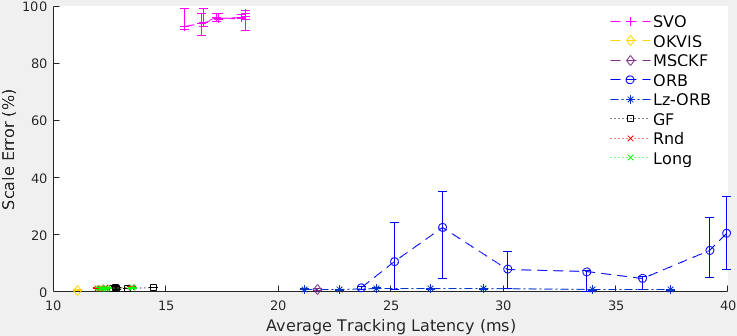 100
80
60
40
20
0
Scale Error (%)
10
15
20
25
30
35
40
Average Tracking Latency (ms)
SVO
OKVIS
MSCKF
ORB
Lz-ORB
GF
Rnd
Long